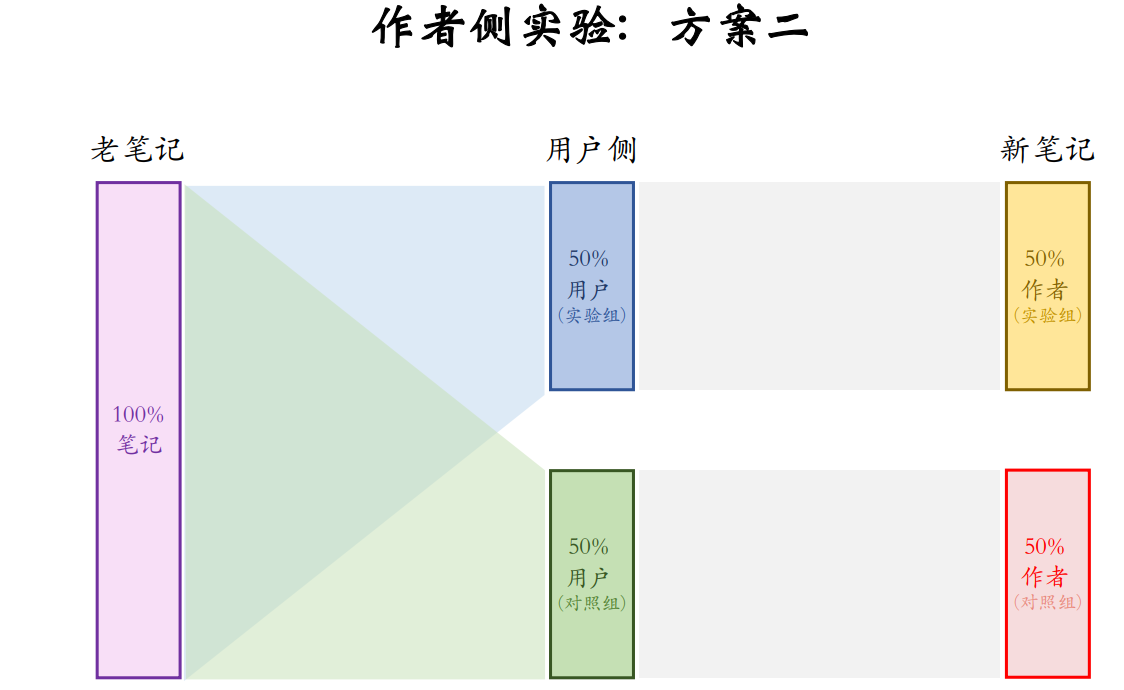 作者侧实验：方案二
老笔记
用户侧
新笔记
100%
笔记
50%
用户
(实验组)
50%
作者
(实验组)
50%
用户
(对照组)
50%
作者
(对照组)